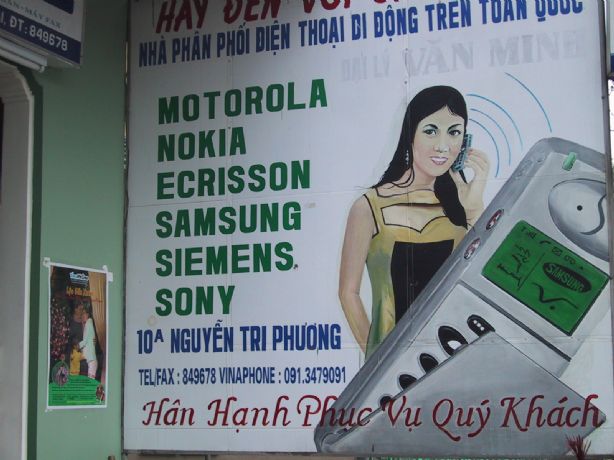 ĐT: 849678
HÃY ĐẾN VỚI
NHÀ PHÂN PHỐI ĐIỆN THOẠI DI ĐỘNG TRÊN TOÀN QUỐC
ĐẠI LÝ VĂN MINH
MOTOROLA
NOKIA
ECRISSON
SAMSUNG
SIEMENS
SONY
SAMSUNG
10A NGUYỄN TRI PHƯƠNG
TEL/FAX : 849678 VINAPHONE : 091.3479091
Hân Hạnh Phục Vụ Quý Khách